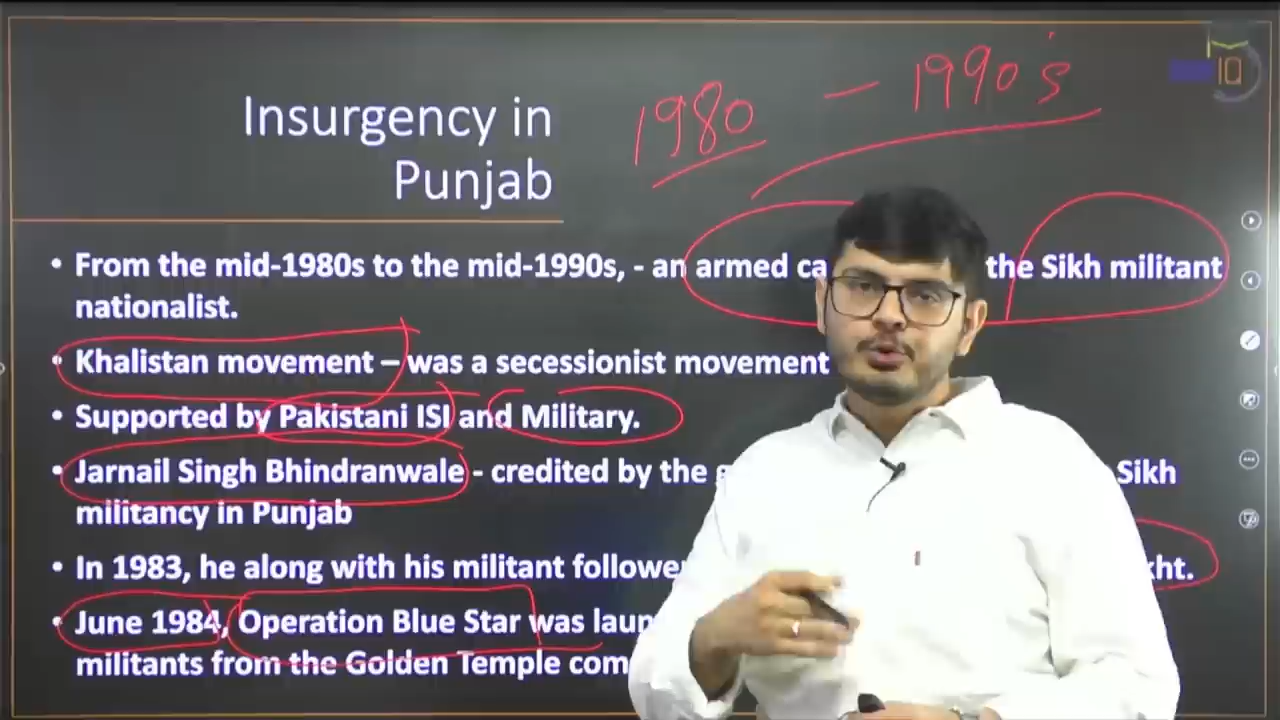 Insurgency in
Punjab
1980 - 1990's
IQ
• From the mid-1980s to the mid-1990s, - an armed ca the Sikh militant
nationalist.
• Khalistan movement – was a secessionist movement
• Supported by Pakistani ISI and Military.
• Jarnail Singh Bhindranwale - credited by the Sikh
militancy in Punjab
• In 1983, he along with his militant followe kht.
• June 1984, Operation Blue Star was laun
militants from the Golden Temple com